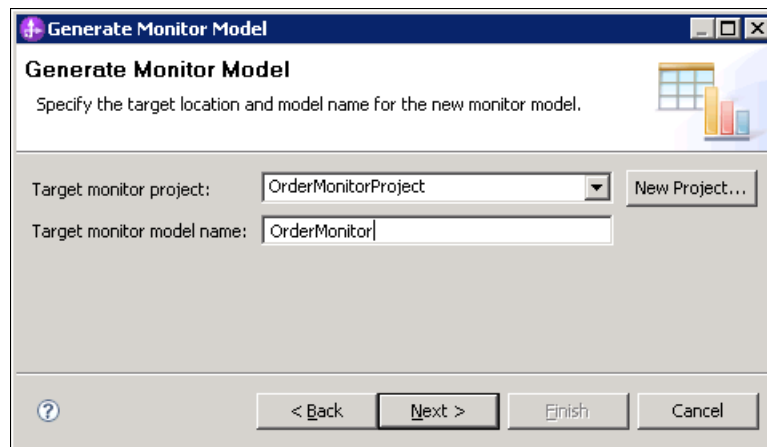 Generate Monitor Model
Generate Monitor Model
Specify the target location and model name for the new monitor model.
Target monitor project: OrderMonitorProject New Project...
Target monitor model name: OrderMonitor
? < Back Next > Finish Cancel